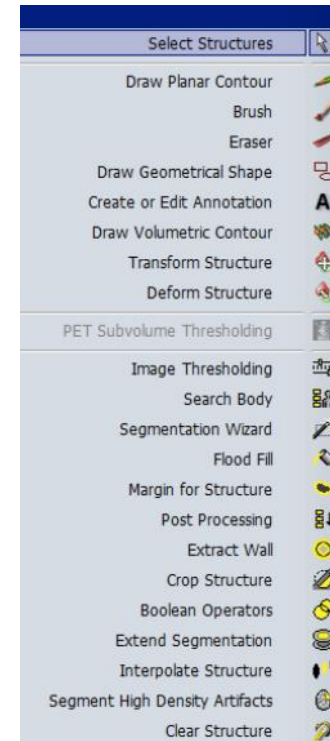 Select Structures
Draw Planar Contour
Brush
Eraser
Draw Geometrical Shape
Create or Edit Annotation
Draw Volumetric Contour
Transform Structure
Deform Structure
PET Subvolume Thresholding
Image Thresholding
Search Body
Segmentation Wizard
Flood Fill
Margin for Structure
Post Processing
Extract Wall
Crop Structure
Boolean Operators
Extend Segmentation
Interpolate Structure
Segment High Density Artifacts
Clear Structure